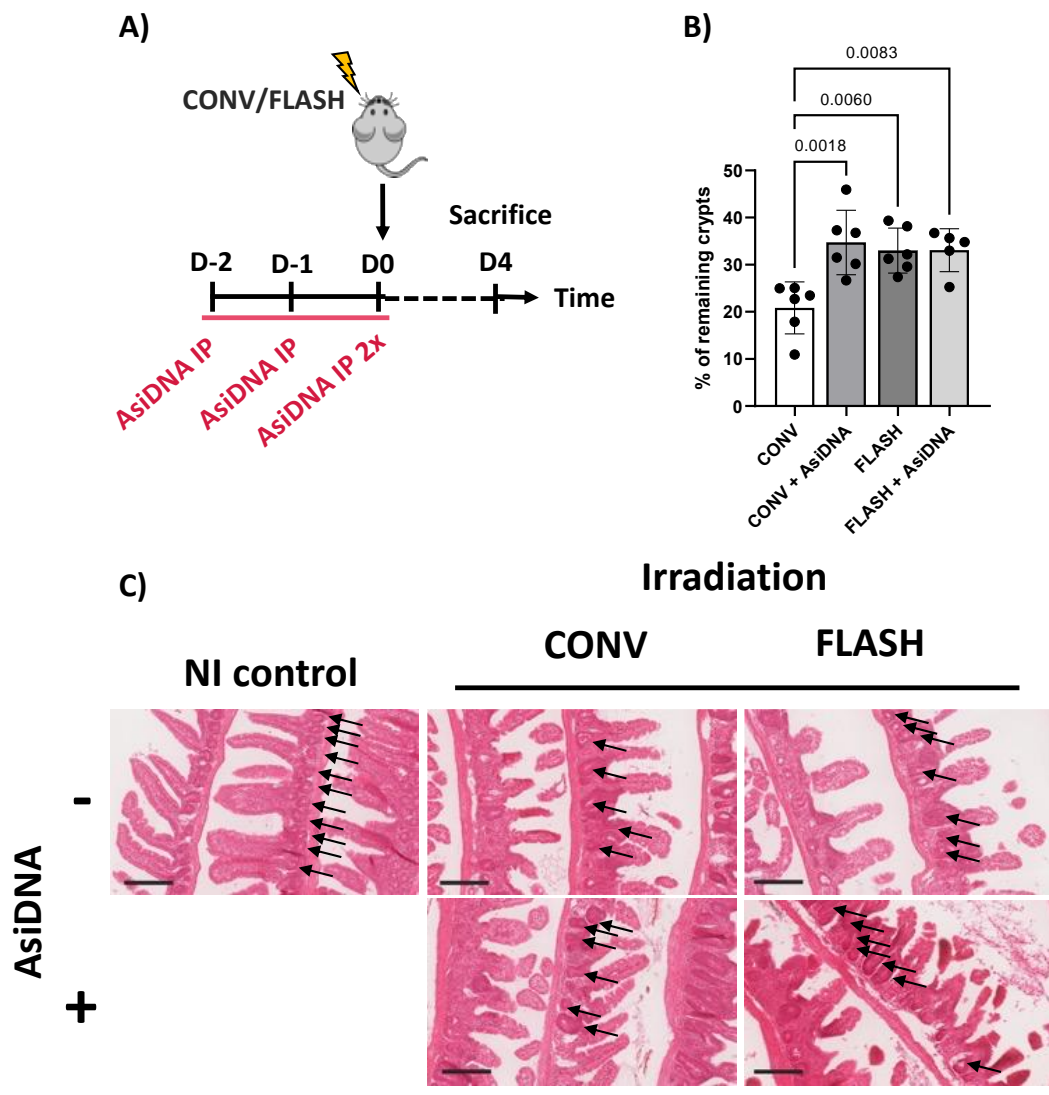 A)
CONV/FLASH
Sacrifice
D-2
D-1
D0
D4
Time
AsiDNA IP
AsiDNA IP
AsiDNA IP 2x
B)
0.0083
0.0060
0.0018
% of remaining crypts
50
40
30
20
10
0
CONV
CONV + AsiDNA
FLASH
FLASH + AsiDNA
C)
Irradiation
NI control
CONV
FLASH
AsiDNA
-
+